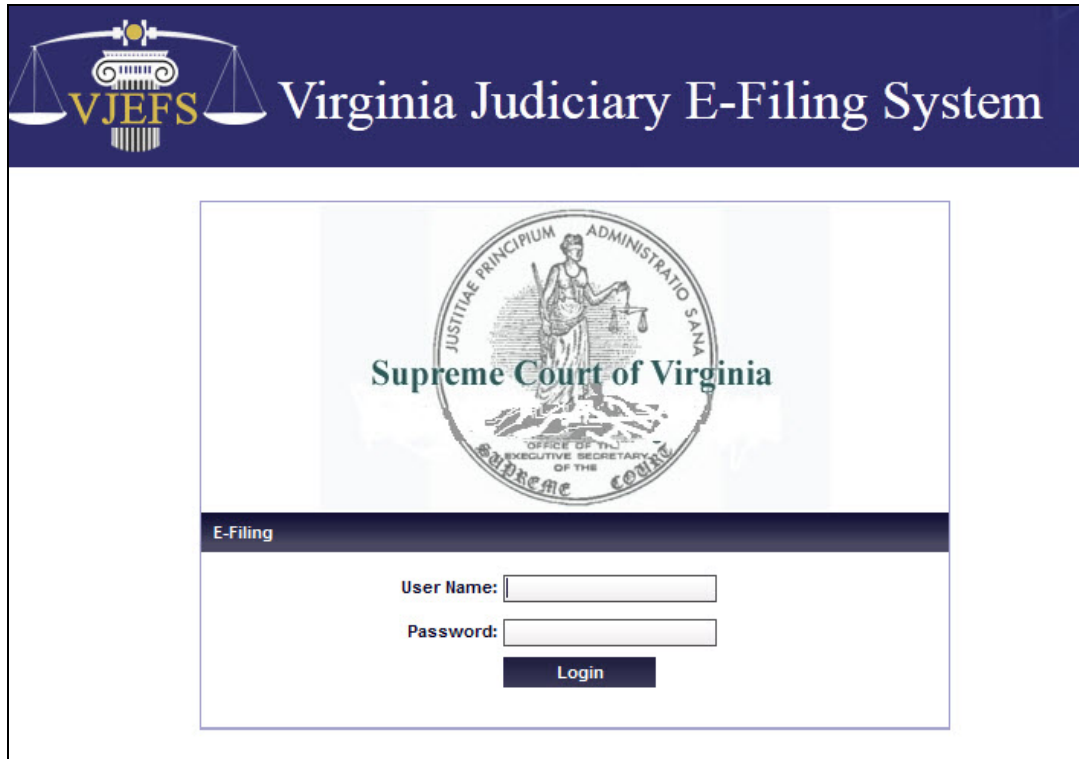 VJEFS
Virginia Judiciary E-Filing System
JUSTITIAE PRINCIPIUM ADMINISTRATIO SANA
Supreme Court of Virginia
OFFICE OF THE
EXECUTIVE SECRETARY
OF THE
SUPREME COURT
E-Filing
User Name:
Password:
Login